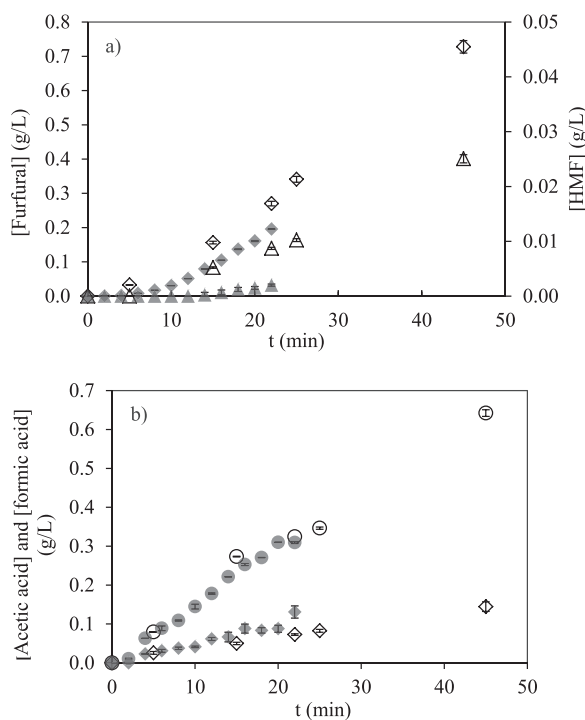 a)
[Furfural] (g/L)
0.8
0.7
0.6
0.5
0.4
0.3
0.2
0.1
0.0
0.05
0.04
0.03
0.02
0.01
0.00
[HMF] (g/L)
0 10 20 30 40 50
t (min)
b)
[Acetic acid] and [formic acid]
(g/L)
0.7
0.6
0.5
0.4
0.3
0.2
0.1
0.0
0 10 20 30 40 50
t (min)